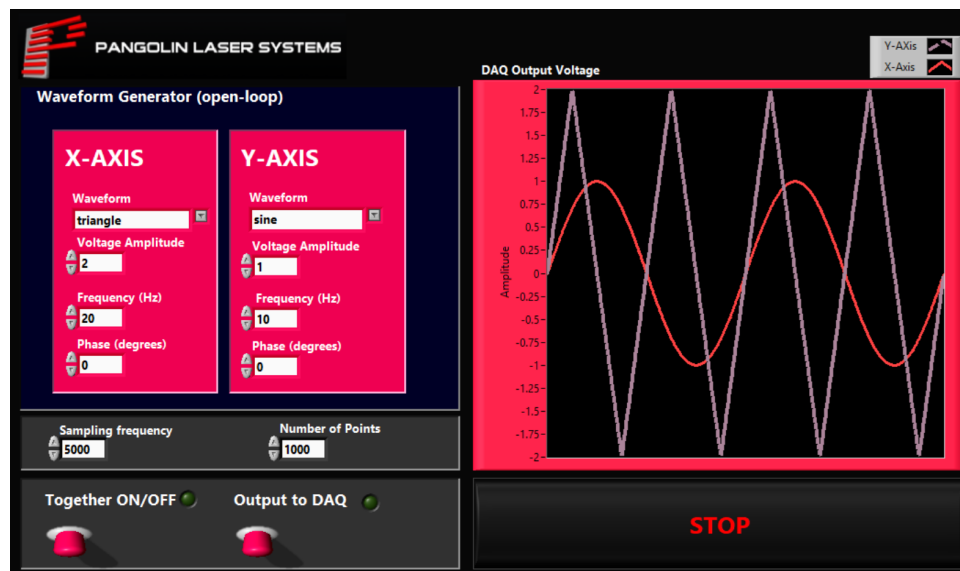 PANGOLIN LASER SYSTEMS
Waveform Generator (open-loop)
X-AXIS
Waveform
triangle
Voltage Amplitude
2
Frequency (Hz)
20
Phase (degrees)
0
Y-AXIS
Waveform
sine
Voltage Amplitude
1
Frequency (Hz)
10
Phase (degrees)
0
Sampling frequency
5000
Number of Points
1000
Together ON/OFF
Output to DAQ
DAQ Output Voltage
Y-AXis
X-Axis
Amplitude
2-
1.75-
1.5-
1.25-
1-
0.75-
0.5-
0.25-
0-
-0.25-
-0.5-
-0.75-
-1-
-1.25-
-1.5-
-1.75-
-2-
STOP